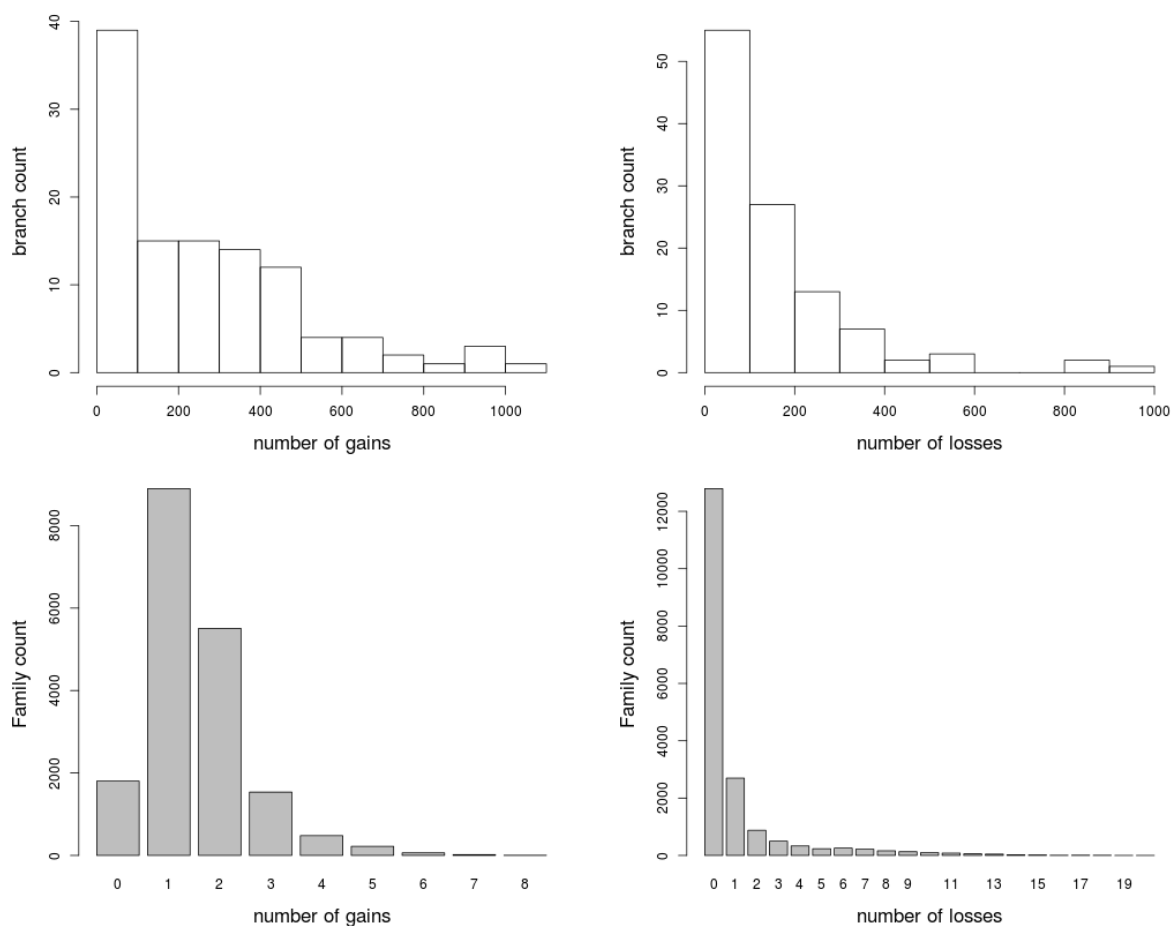 branch count
0 10 20 30 40
0 200 400 600 800 1000
number of gains
branch count
0 10 20 30 40 50
0 200 400 600 800 1000
number of losses
Family count
0 2000 4000 6000 8000
0 1 2 3 4 5 6 7 8
number of gains
Family count
0 2000 4000 6000 8000 10000 12000
0 1 2 3 4 5 6 7 8 9 11 13 15 17 19
number of losses